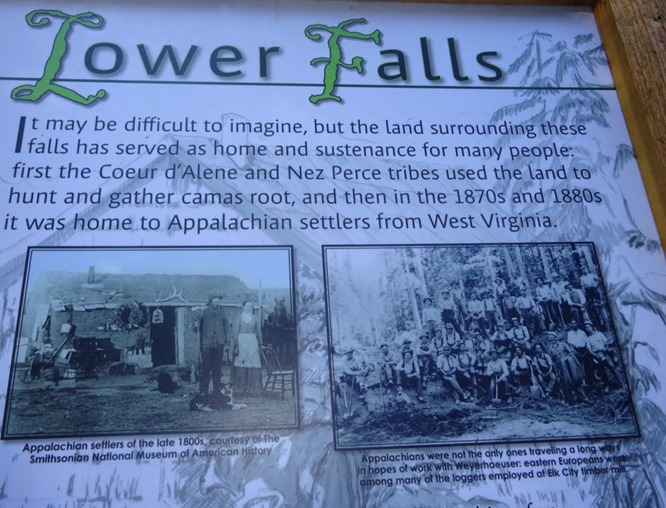 Lower Falls
It may be difficult to imagine, but the land surrounding these
falls has served as home and sustenance for many people:
first the Coeur d'Alene and Nez Perce tribes used the land to
hunt and gather camas root, and then in the 1870s and 1880s
it was home to Appalachian settlers from West Virginia.
Appalachian settlers of the late 1800s, courtesy of The
Smithsonian National Museum of American History
Appalachians were not the only ones traveling a long ways
in hopes of work with Weyerhaeuser: eastern Europeans were
among many of the loggers employed at Elk City timber mill.